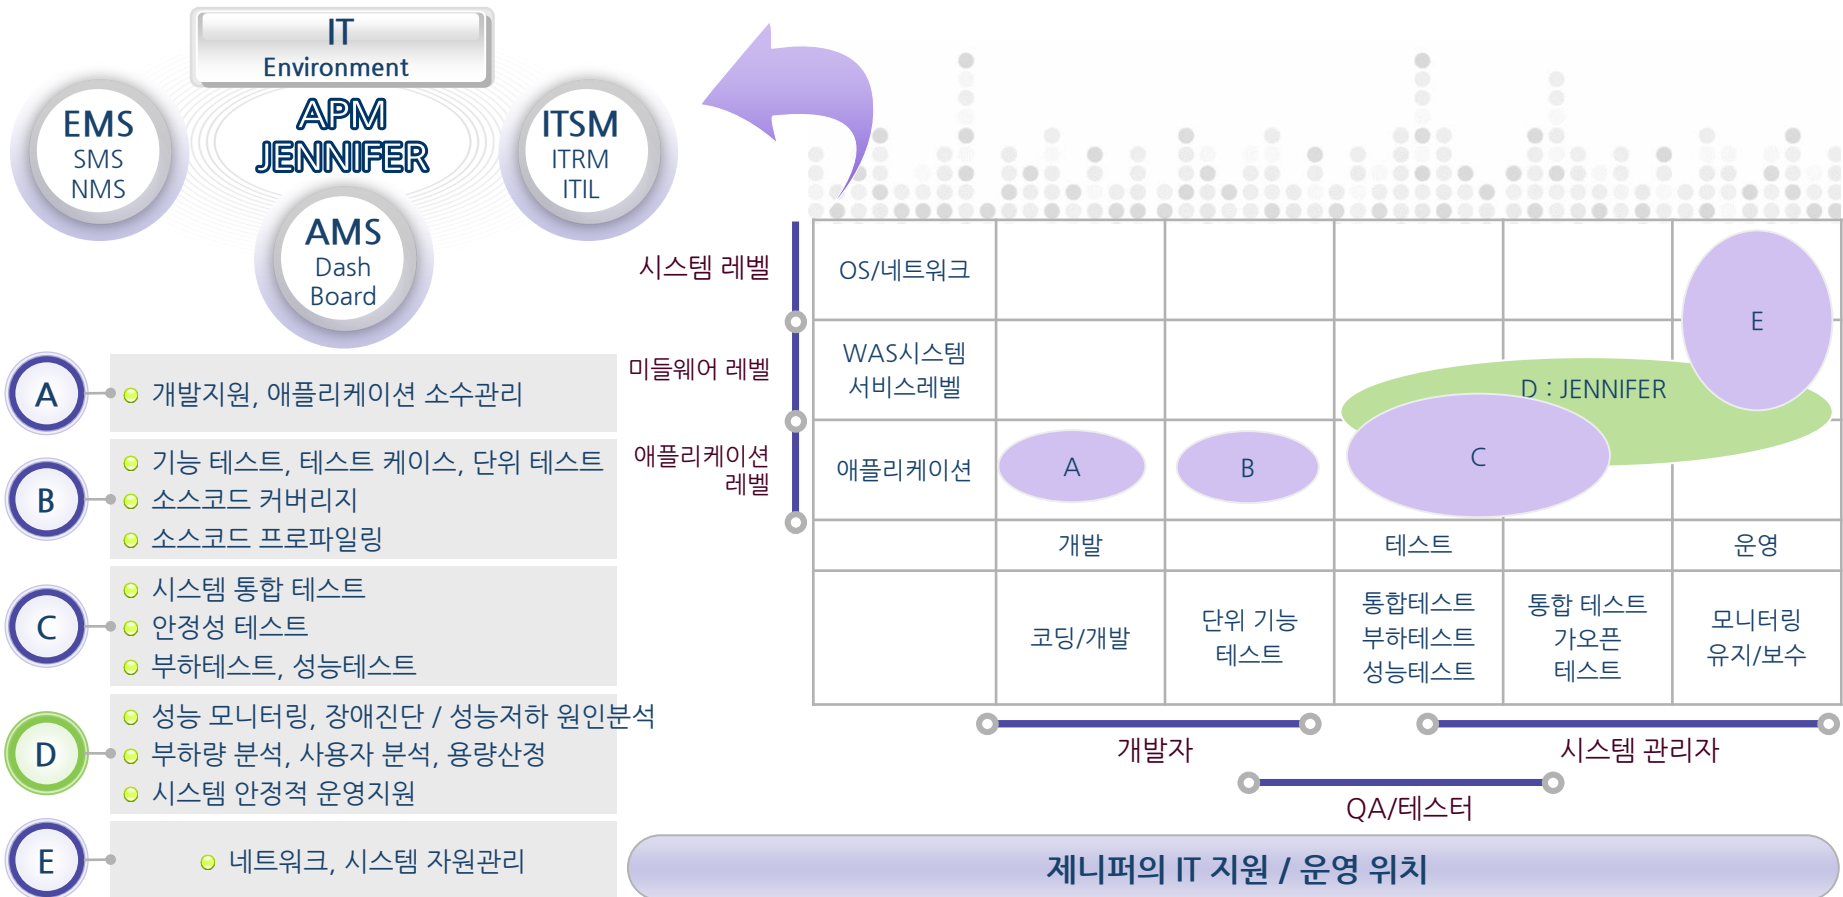 IT
Environment
APM
JENNIFER
EMS
SMS
NMS
ITSM
ITRM
ITIL
AMS
Dash
Board
A
개발지원, 애플리케이션 소수관리
B
기능 테스트, 테스트 케이스, 단위 테스트
소스코드 커버리지
소스코드 프로파일링
C
시스템 통합 테스트
안정성 테스트
부하테스트, 성능테스트
D
성능 모니터링, 장애진단 / 성능저하 원인분석
부하량 분석, 사용자 분석, 용량산정
시스템 안정적 운영지원
E
네트워크, 시스템 자원관리
시스템 레벨
미들웨어 레벨
애플리케이션
레벨
OS/네트워크
E
WAS시스템
서비스레벨
D : JENNIFER
애플리케이션
A
B
C
개발
테스트
운영
코딩/개발
단위 기능
테스트
통합테스트
부하테스트
성능테스트
통합 테스트
가오픈
테스트
모니터링
유지/보수
개발자
시스템 관리자
QA/테스터
제니퍼의 IT 지원 / 운영 위치